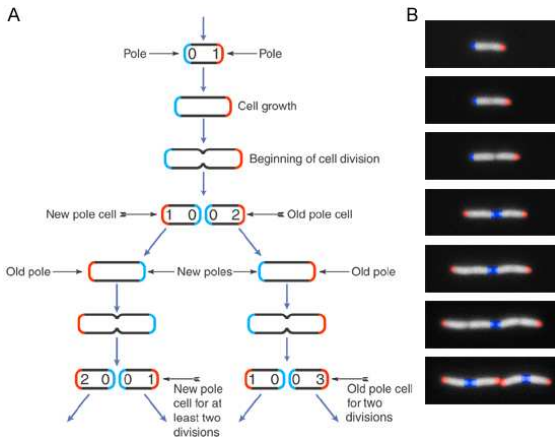 A
B
Pole
0 1
Pole
Cell growth
Beginning of cell division
New pole cell
1 0
0 2
Old pole cell
Old pole
New poles
Old pole
2 0
0 1
New pole
cell for at
least two
divisions
1 0
0 3
Old pole cell
for two
divisions